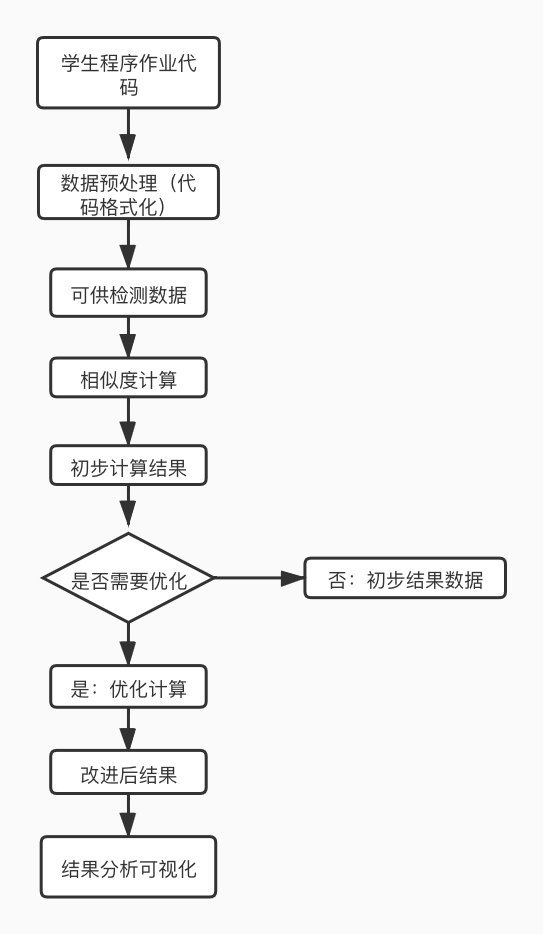 学生程序作业代
码
数据预处理（代
码格式化）
可供检测数据
相似度计算
初步计算结果
是否需要优化
否：初步结果数据
是：优化计算
改进后结果
结果分析可视化